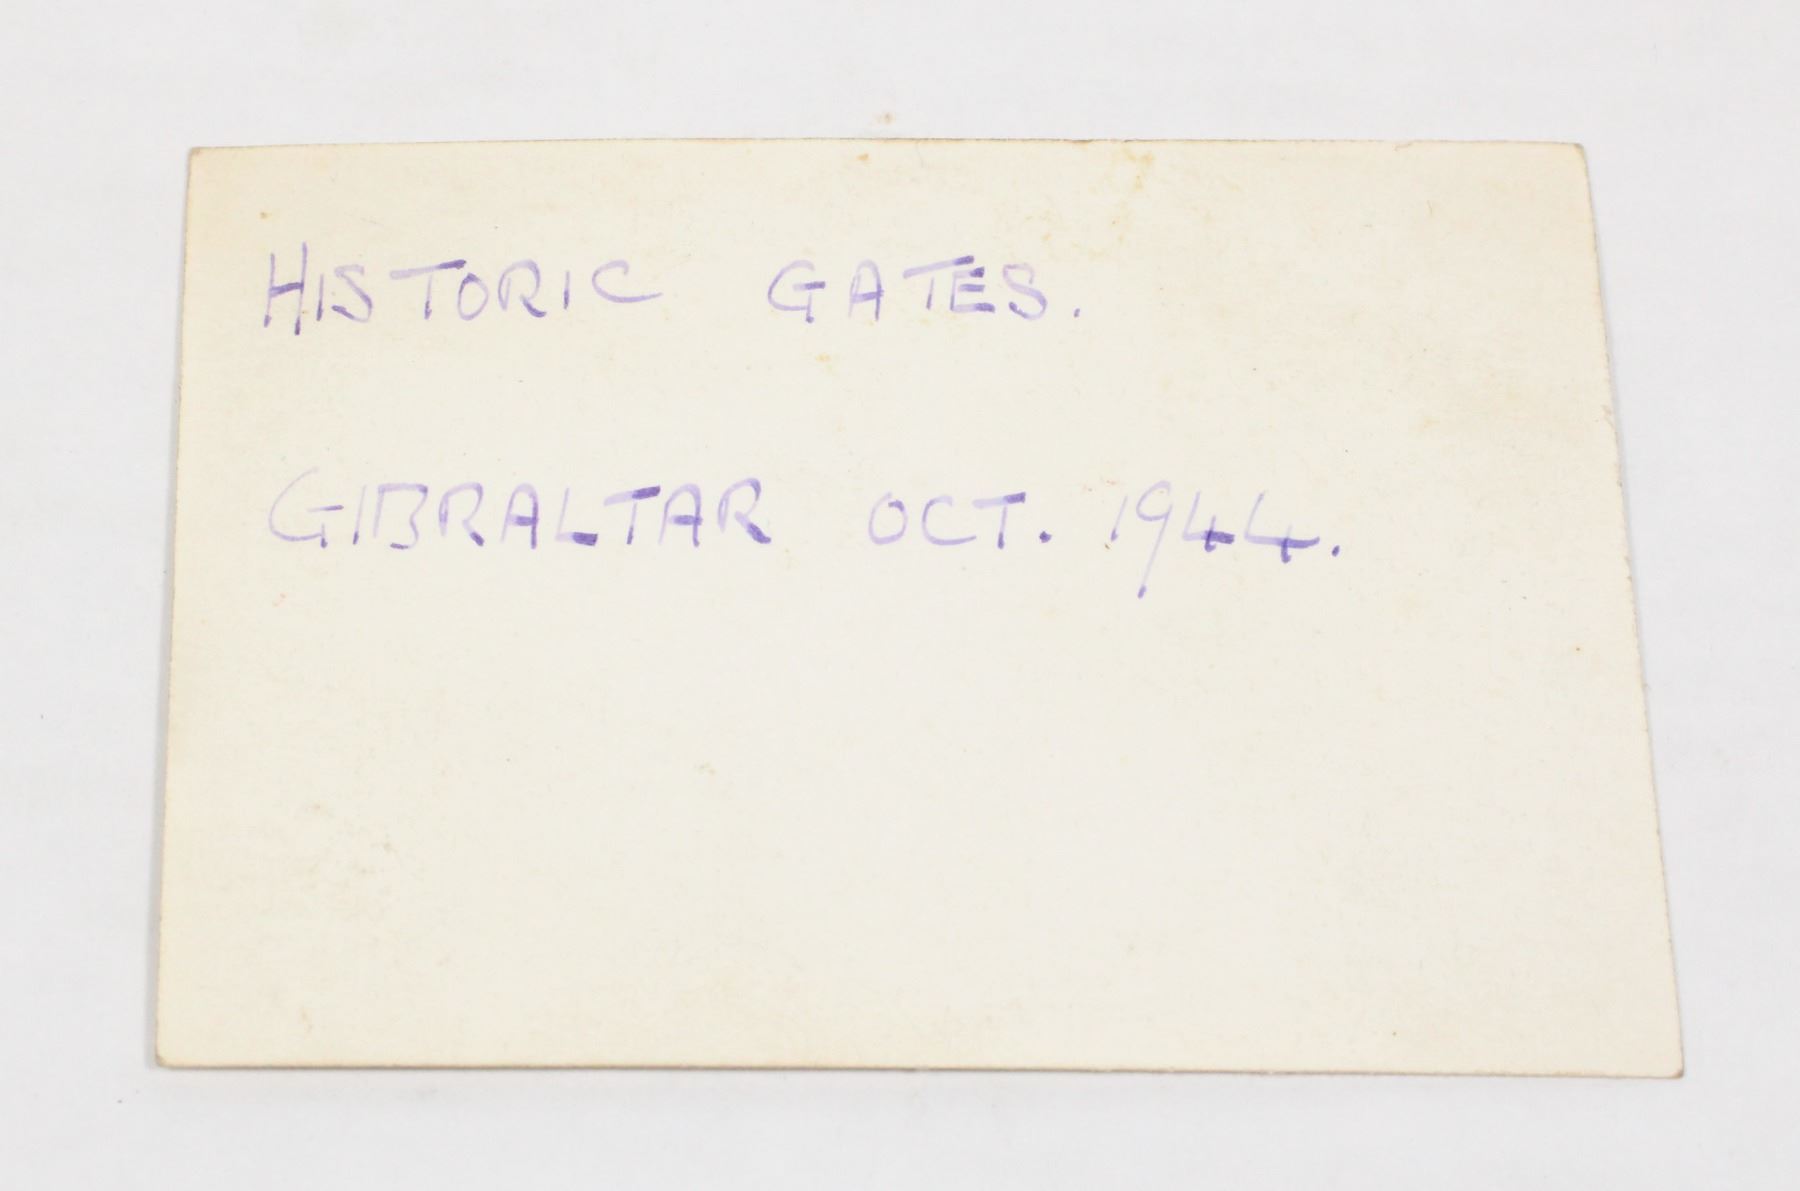 HISTORIC GATES.
GIBRALTAR OCT. 1944.